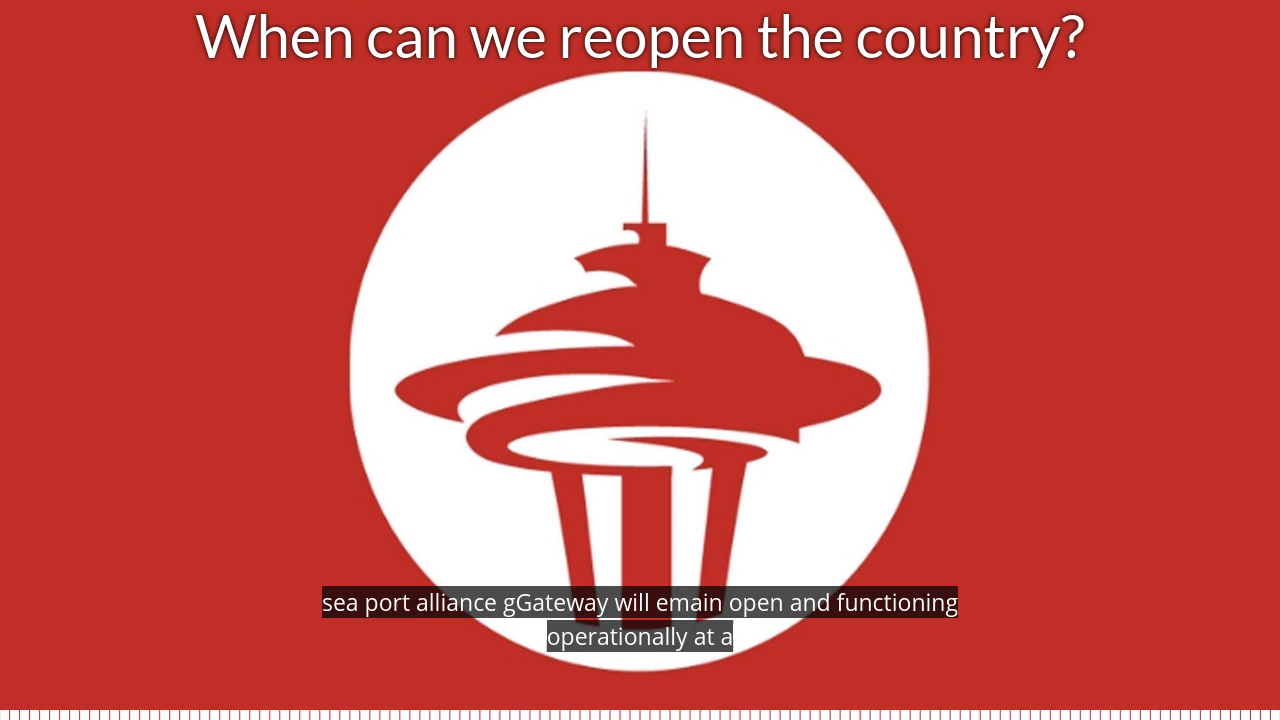 When can we reopen the country?
sea port alliance gGateway will emain open and functioning
operationally at a